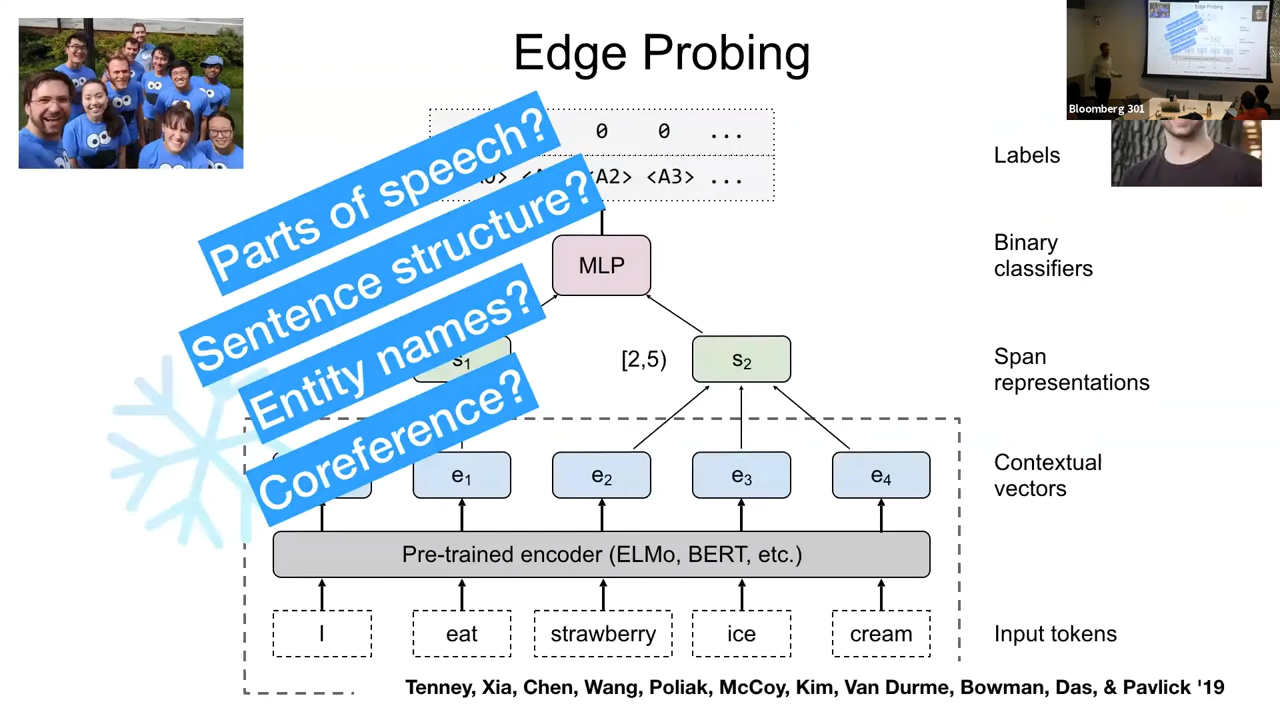 Edge Probing
Bloomberg 301
0 0 ...
<A2> <A3> ...
Labels
Parts of speech?
Sentence structure?
Entity names?
Coreference?
MLP
Binary
classifiers
s₁
[2,5)
s₂
Span
representations
e₁
e₂
e₃
e₄
Contextual
vectors
Pre-trained encoder (ELMo, BERT, etc.)
I
eat
strawberry
ice
cream
Input tokens
Tenney, Xia, Chen, Wang, Poliak, McCoy, Kim, Van Durme, Bowman, Das, & Pavlick '19